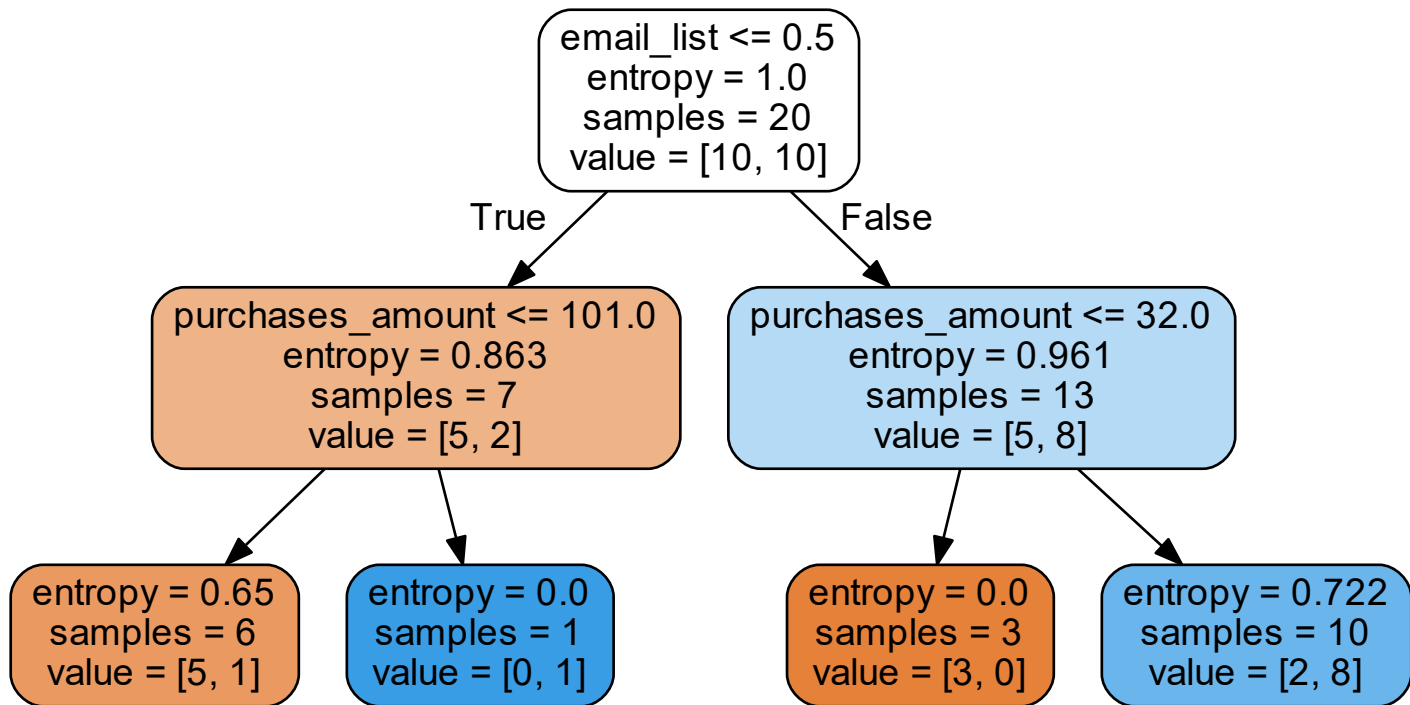 email_list <= 0.5
entropy = 1.0
samples = 20
value = [10, 10]
True
False
purchases_amount <= 101.0
entropy = 0.863
samples = 7
value = [5, 2]
purchases_amount <= 32.0
entropy = 0.961
samples = 13
value = [5, 8]
entropy = 0.65
samples = 6
value = [5, 1]
entropy = 0.0
samples = 1
value = [0, 1]
entropy = 0.0
samples = 3
value = [3, 0]
entropy = 0.722
samples = 10
value = [2, 8]